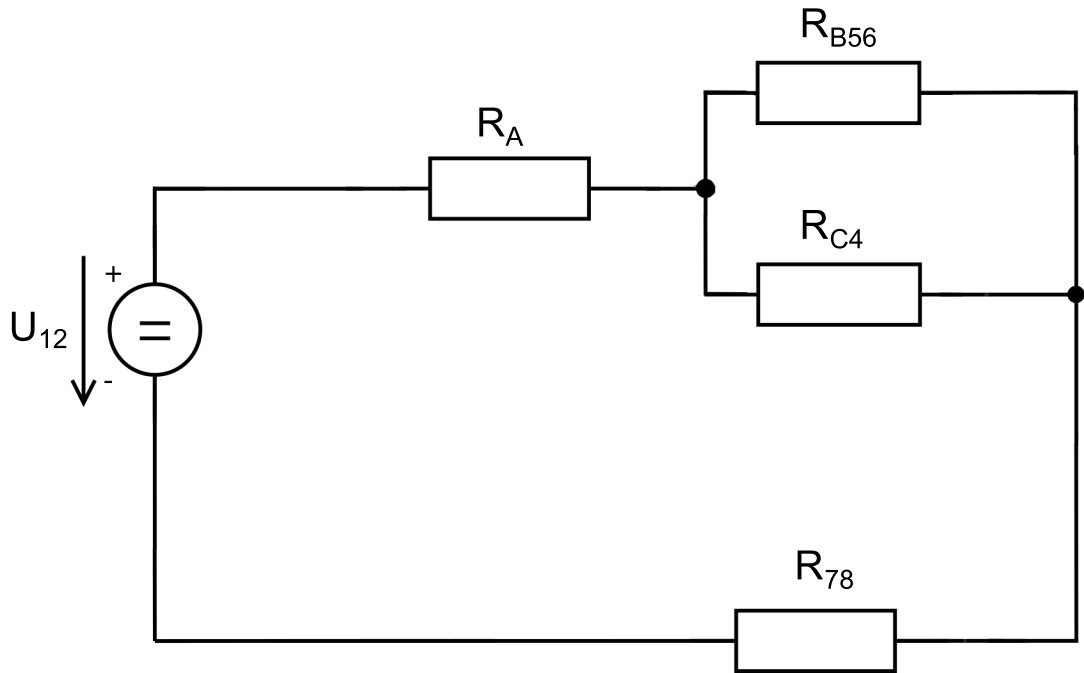 R_B56
R_A
R_C4
+
U_12
=
-
R_78